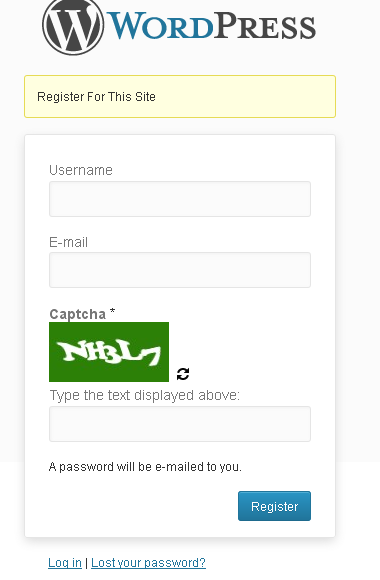 WORDPRESS
Register For This Site
Username
E-mail
Captcha *
NH3L7
Type the text displayed above:
A password will be e-mailed to you.
Register
Log in | Lost your password?